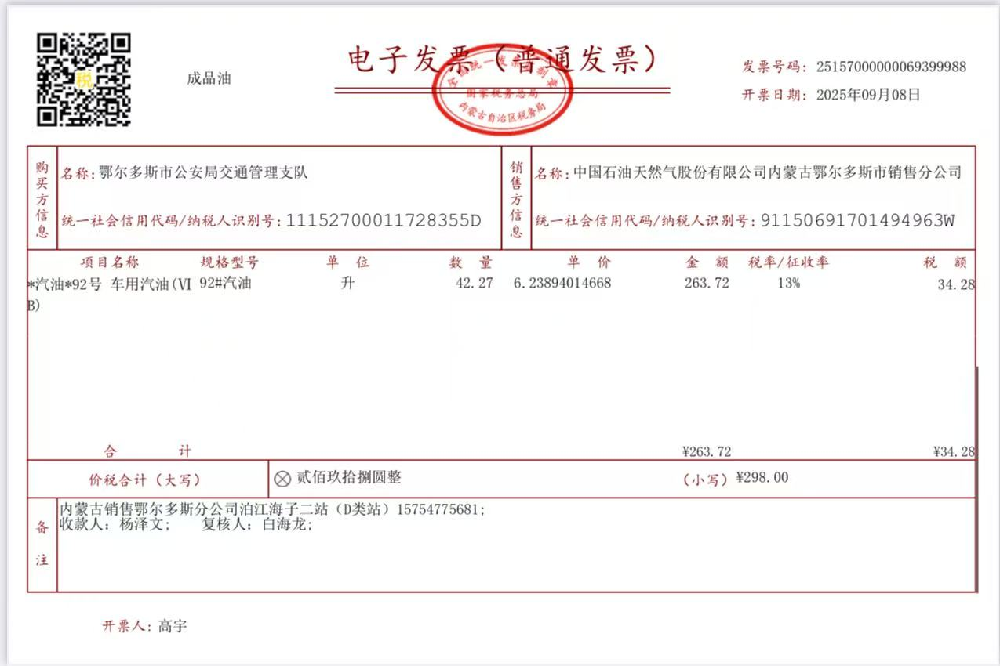 税
成品油
电子发票（普通发票）
全国统一发票监制章
国家税务总局
内蒙古自治区税务局
发票号码：25157000000069399988
开票日期：2025年09月08日
购买方信息
名称：鄂尔多斯市公安局交通管理支队
统一社会信用代码/纳税人识别号：11152700011728355D
销售方信息
名称：中国石油天然气股份有限公司内蒙古鄂尔多斯市销售分公司
统一社会信用代码/纳税人识别号：91150691701494963W
项目名称 规格型号 单 位 数 量 单 价 金 额 税率/征收率 税 额
*汽油*92号 车用汽油(VI 92#汽油 升 42.27 6.23894014668 263.72 13% 34.28
B)
合 计 ¥263.72 ¥34.28
价税合计（大写） ⊗ 贰佰玖拾捌圆整 （小写）¥298.00
备注
内蒙古销售鄂尔多斯分公司泊江海子二站（D类站）15754775681;
收款人：杨泽文; 复核人：白海龙;
开票人：高宇